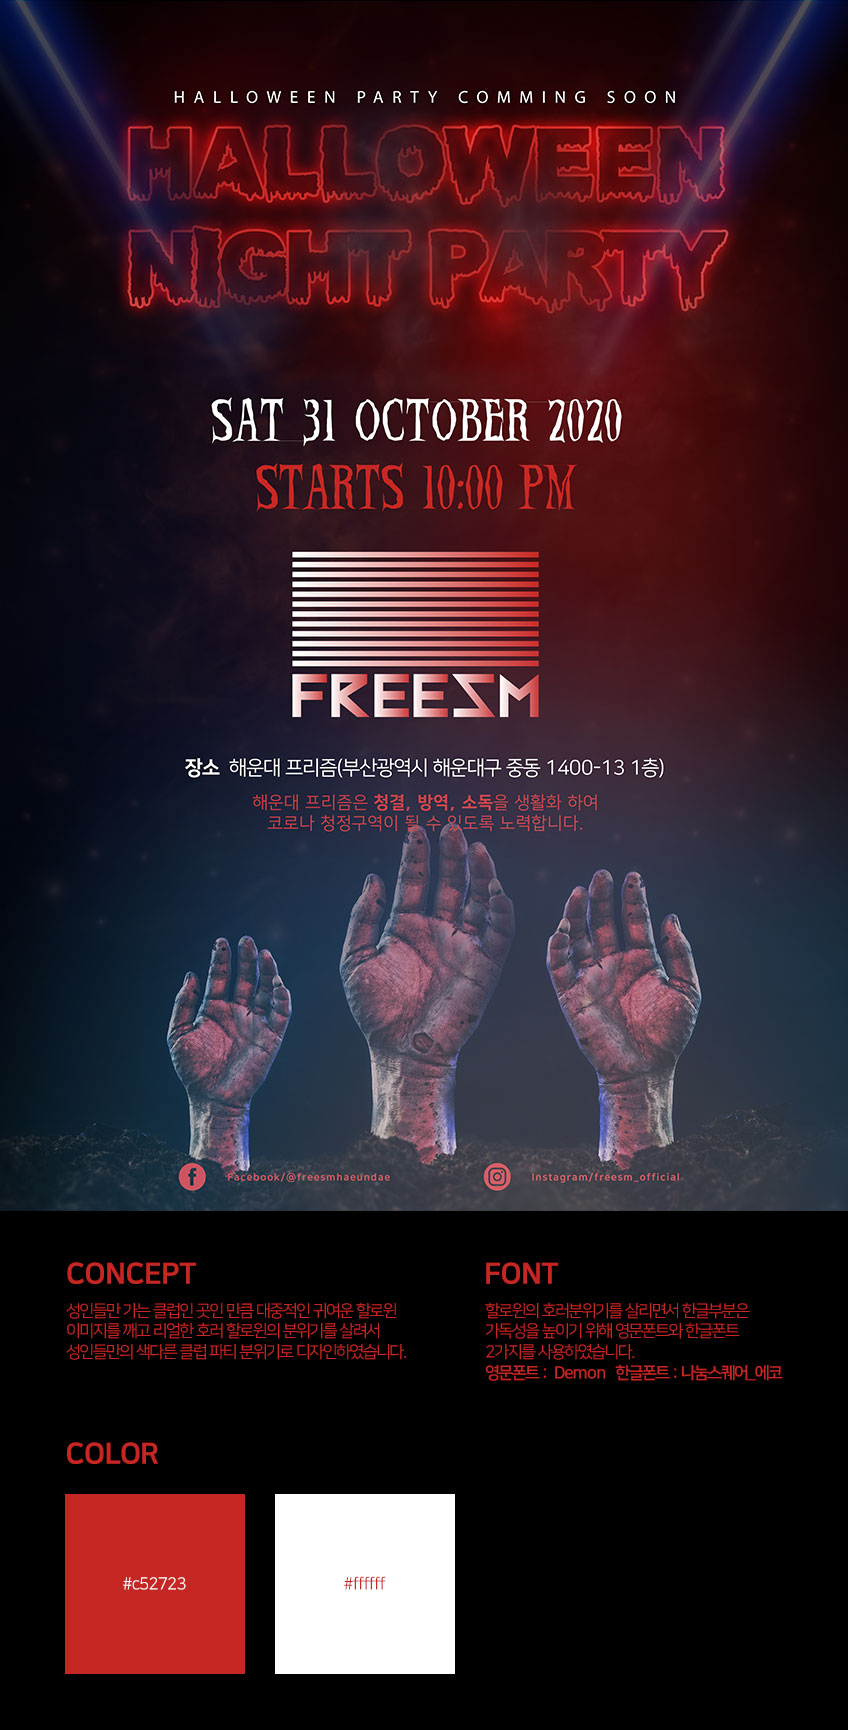 HALLOWEEN PARTY COMMING SOON
HALLOWEEN
NIGHT PARTY
SAT 31 OCTOBER 2020
STARTS 10:00 PM
FREESM
장소 해운대 프리즘(부산광역시 해운대구 중동 1400-13 1층)
해운대 프리즘은 청결, 방역, 소독을 생활화 하여
코로나 청정구역이 될 수 있도록 노력합니다.
Facebook/@freesmhaeundae
Instagram/freesm_official
CONCEPT
성인들만 가는 클럽인 곳인 만큼 대중적인 귀여운 할로윈
이미지를 깨고 리얼한 호러 할로윈의 분위기를 살려서
성인들만의 색다른 클럽 파티 분위기로 디자인하였습니다.
FONT
할로윈의 호러분위기를 살리면서 한글부분은
가독성을 높이기 위해 영문폰트와 한글폰트
2가지를 사용하였습니다.
영문폰트 : Demon 한글폰트 : 나눔스퀘어_에코
COLOR
#c52723
#ffffff